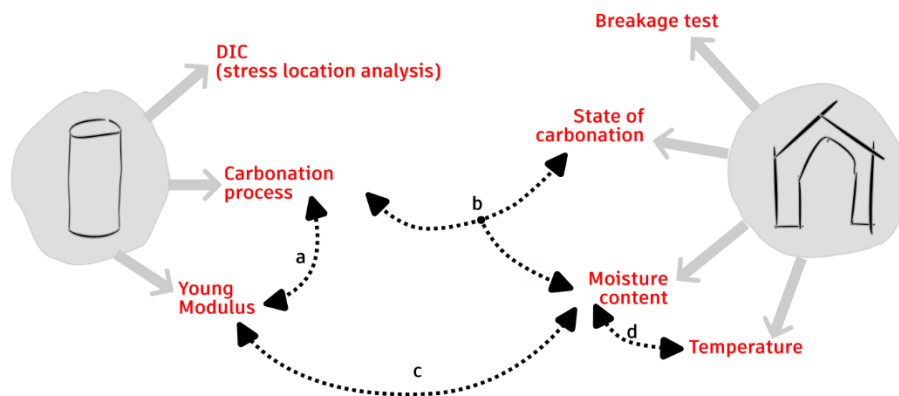 Breakage test
DIC
(stress location analysis)
State of
carbonation
Carbonation
process
b
a
Young
Modulus
Moisture
content
d
Temperature
c